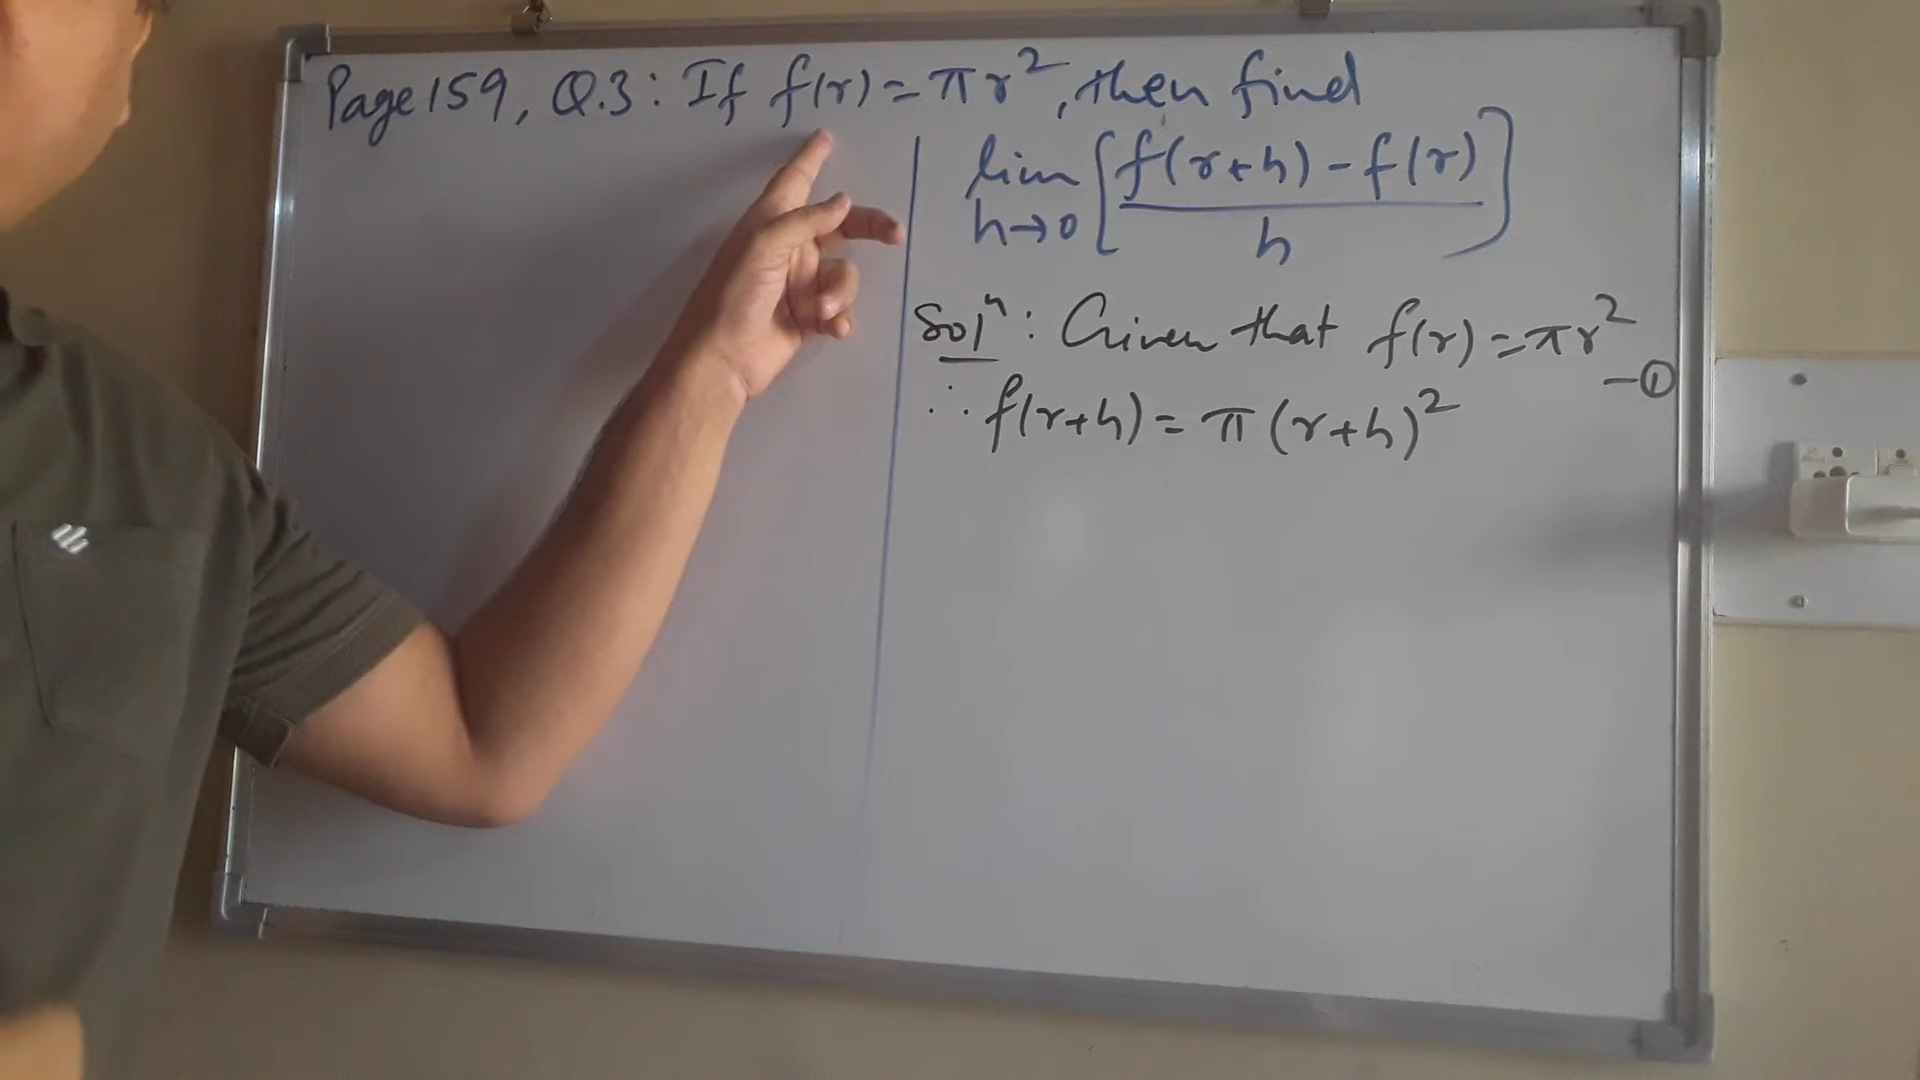 Page 159, Q.3: If f(r) = πr², then find
lim h→0 [f(r+h) - f(r) / h]
Solⁿ: Given that f(r) = πr² —①
∴ f(r+h) = π(r+h)²